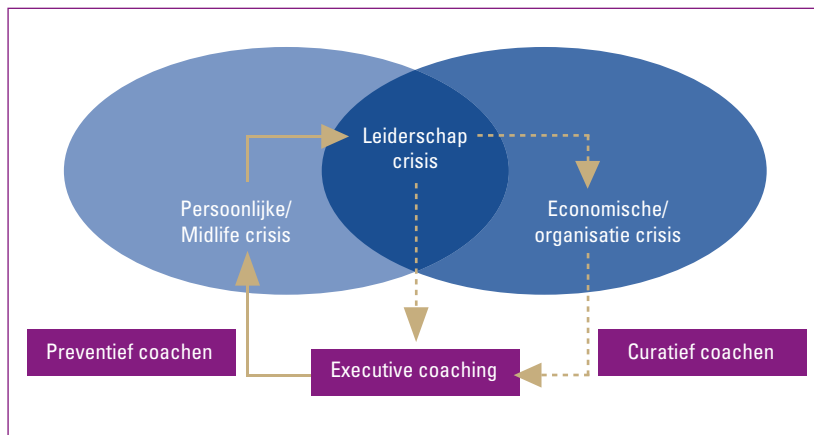 Leiderschap
crisis
Persoonlijke/
Midlife crisis
Economische/
organisatie crisis
Preventief coachen
Executive coaching
Curatief coachen